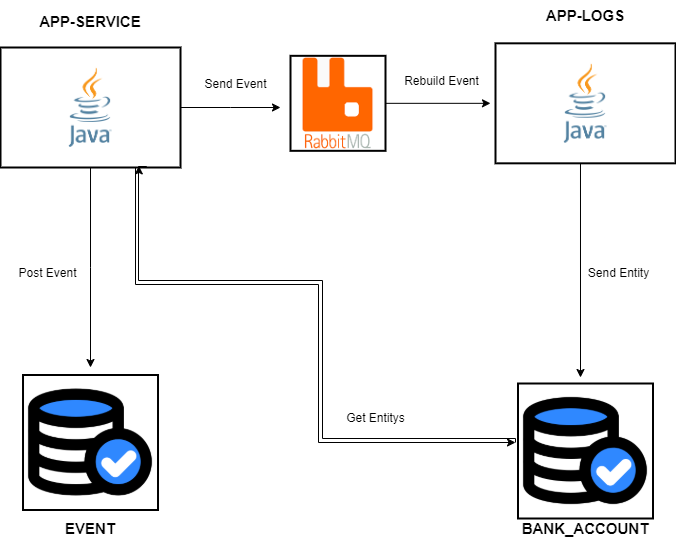 APP-SERVICE
APP-LOGS
Send Event
Rebuild Event
Java
RabbitMQ
Java
Post Event
Send Entity
Get Entitys
EVENT
BANK_ACCOUNT